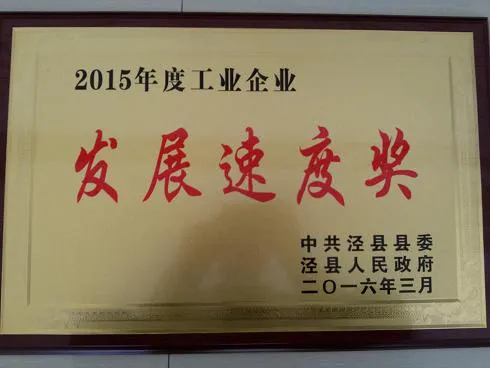 2015年度工业企业
发展速度奖
中共泾县县委
泾县人民政府
二〇一六年三月